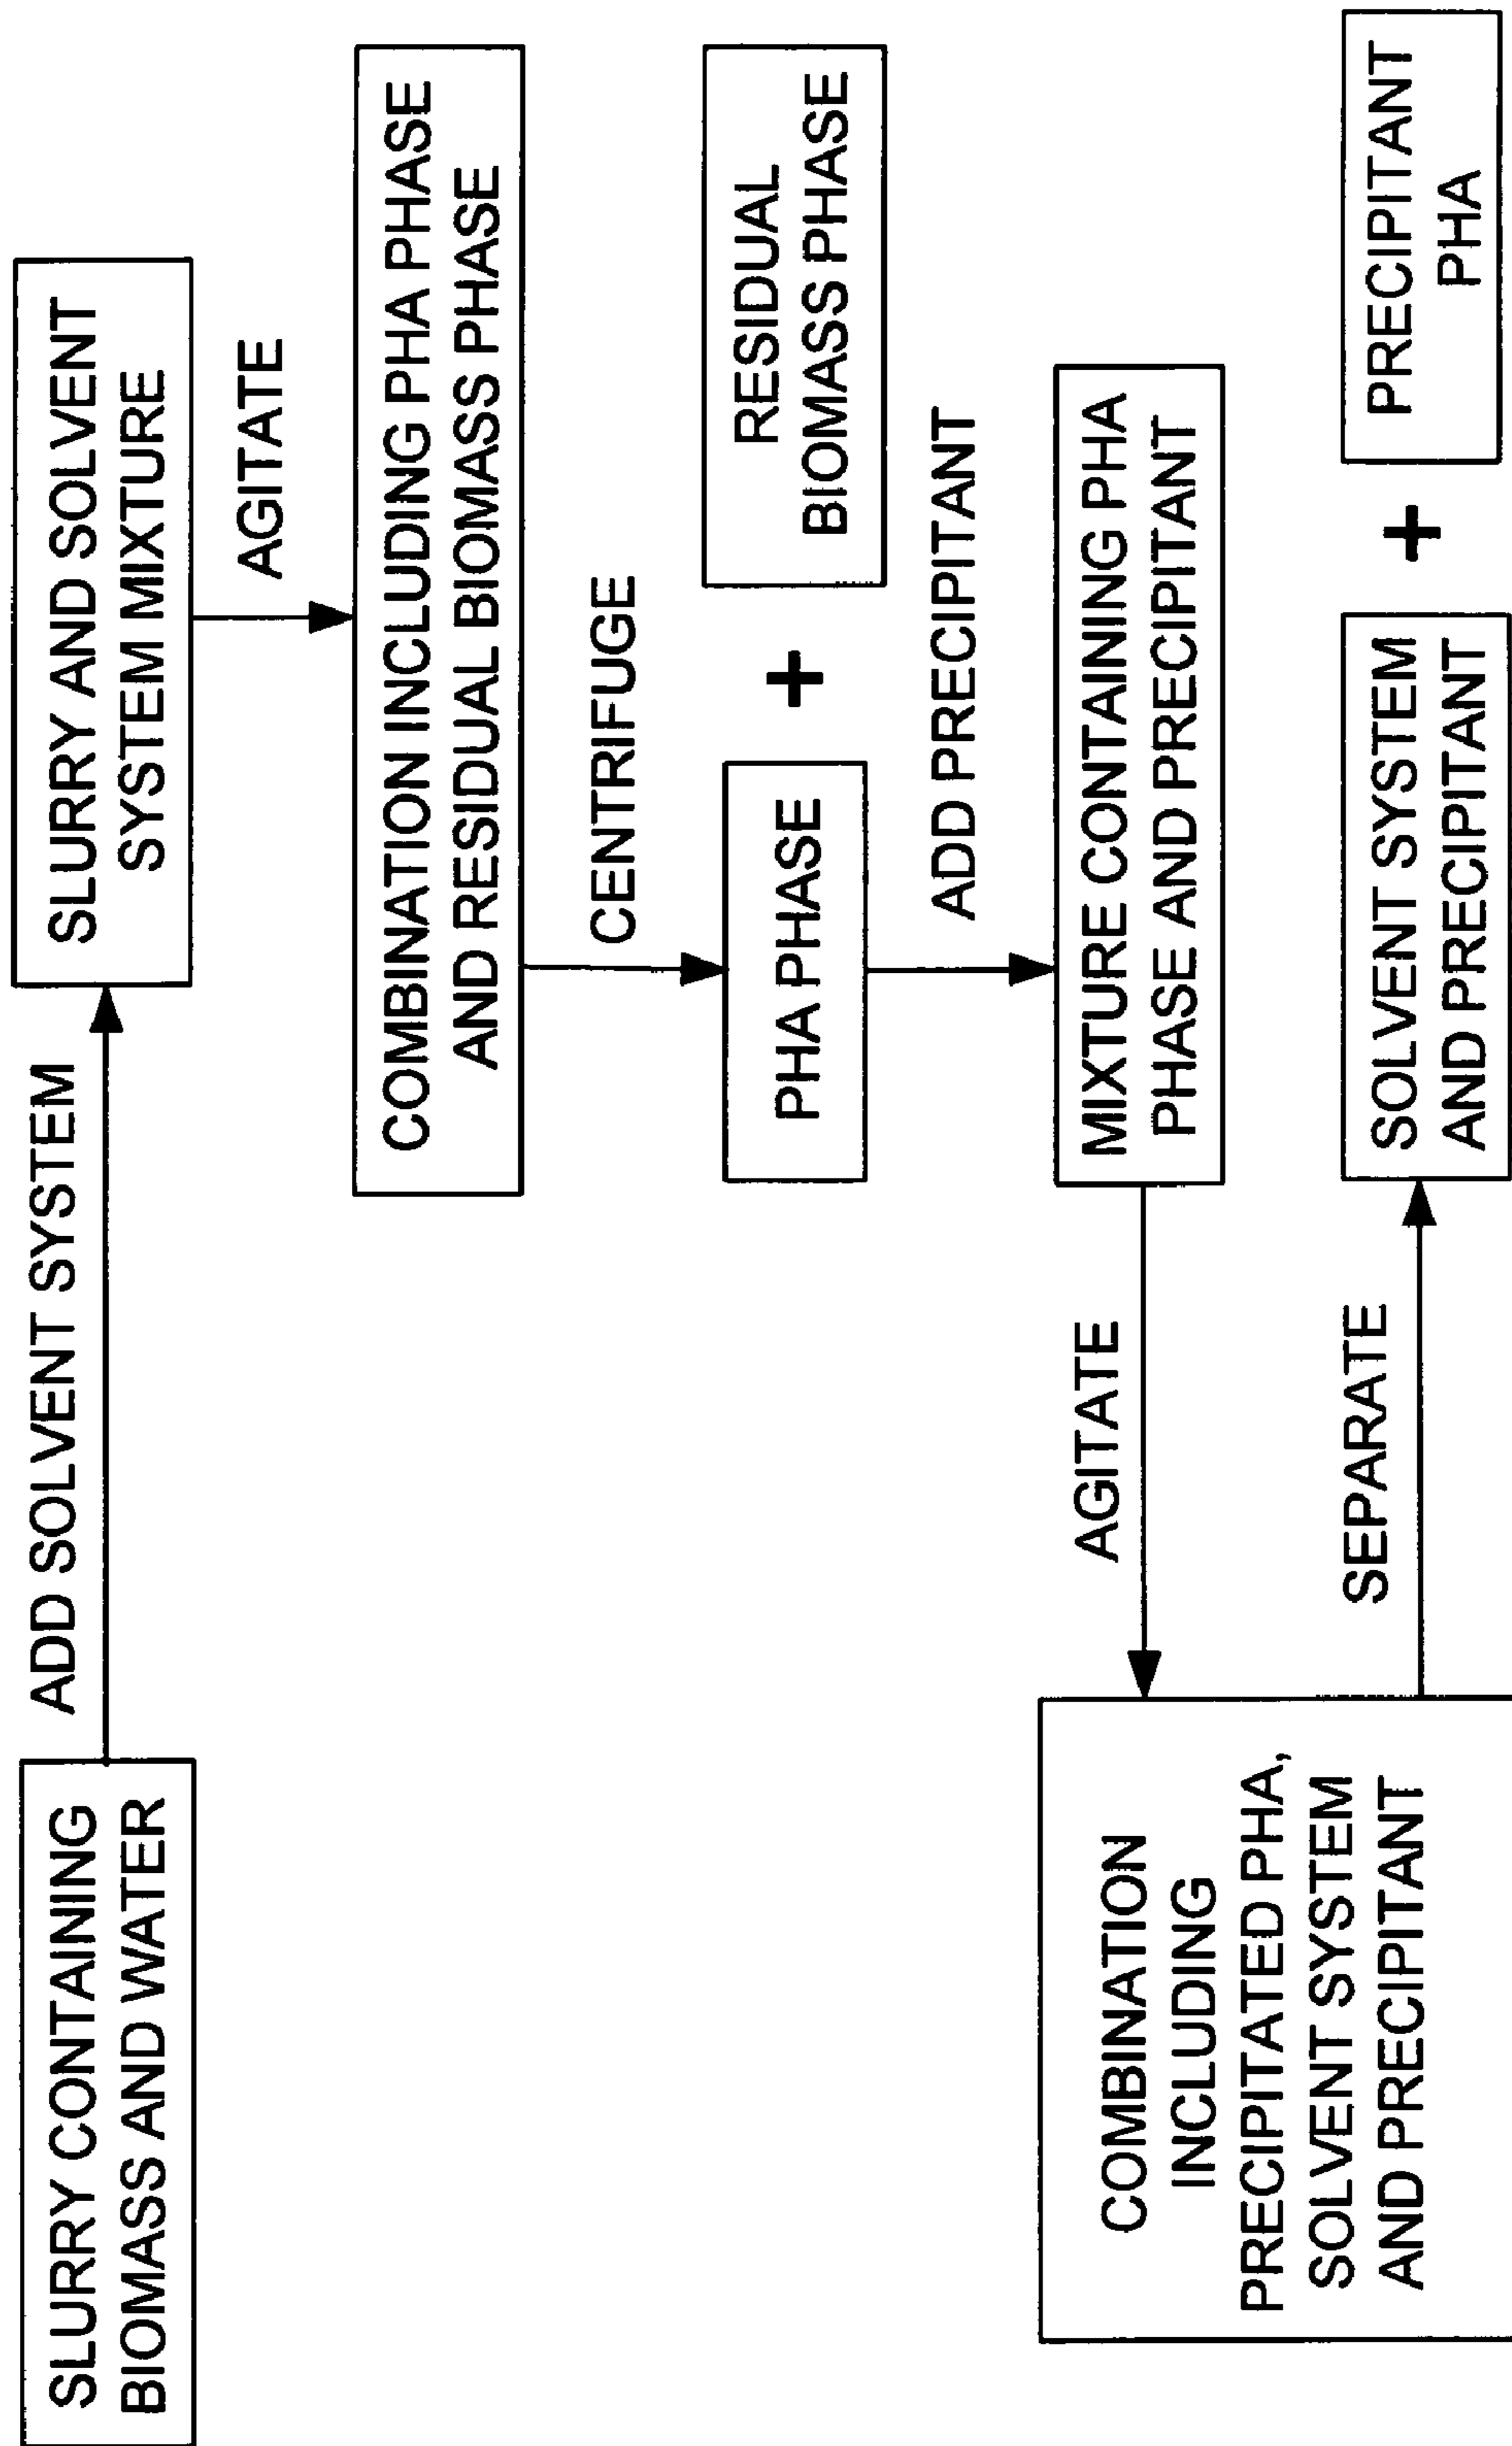 SLURRY CONTAINING
BIOMASS AND WATER
ADD SOLVENT SYSTEM
SLURRY AND SOLVENT
SYSTEM MIXTURE
AGITATE
COMBINATION INCLUDING PHA PHASE
AND RESIDUAL BIOMASS PHASE
CENTRIFUGE
PHA PHASE
+
RESIDUAL
BIOMASS PHASE
ADD PRECIPITANT
MIXTURE CONTAINING PHA
PHASE AND PRECIPITANT
AGITATE
COMBINATION
INCLUDING
PRECIPITATED PHA,
SOLVENT SYSTEM
AND PRECIPITANT
SEPARATE
SOLVENT SYSTEM
AND PRECIPITANT
+
PRECIPITANT
PHA